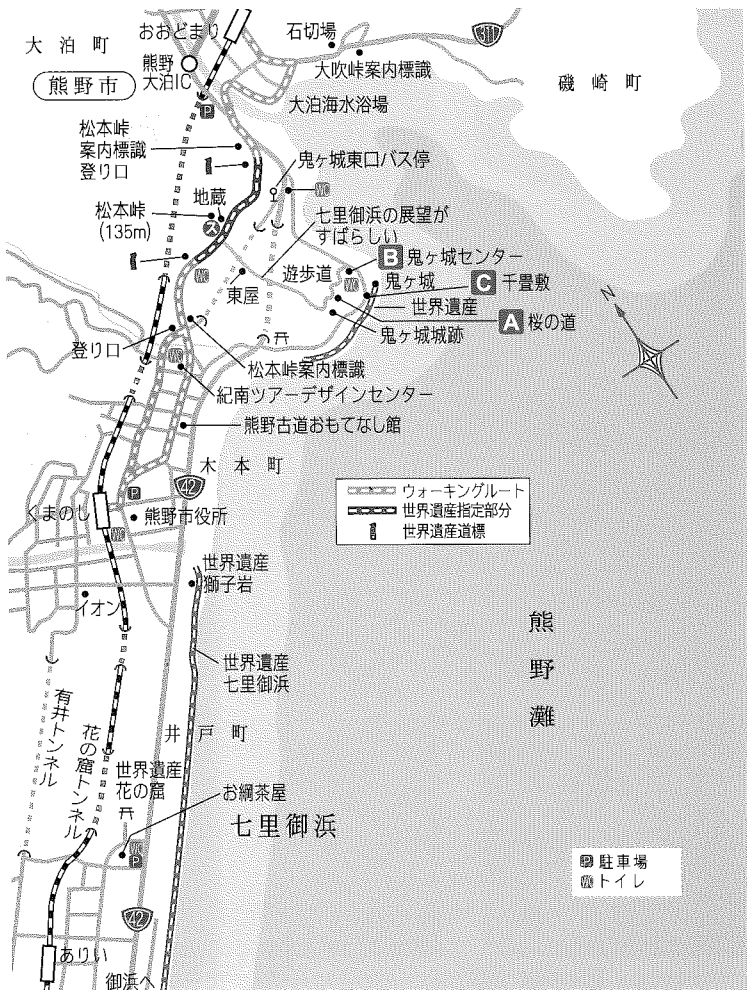 おおどまり
大泊町
石切場
311
熊野
大泊IC
大吹峠案内標識
磯崎町
熊野市
P
大泊海水浴場
松本峠
案内標識
登り口
鬼ヶ城東口バス停
WC
地蔵
松本峠
(135m)
ス
七里御浜の展望が
すばらしい
B 鬼ヶ城センター
遊歩道
WC
鬼ヶ城
C 千畳敷
WC
東屋
世界遺産
A 桜の道
鬼ヶ城城跡
N
登り口
松本峠案内標識
WC
紀南ツアーデザインセンター
熊野古道おもてなし館
木本町
42
P
くまのし
熊野市役所
WC
ウォーキングルート
世界遺産指定部分
世界遺産道標
世界遺産
獅子岩
イオン
熊野灘
世界遺産
七里御浜
有井トンネル
花の窟トンネル
井戸町
世界遺産
花の窟
お綱茶屋
七里御浜
WC
P
P 駐車場
WC トイレ
42
ありい
御浜へ